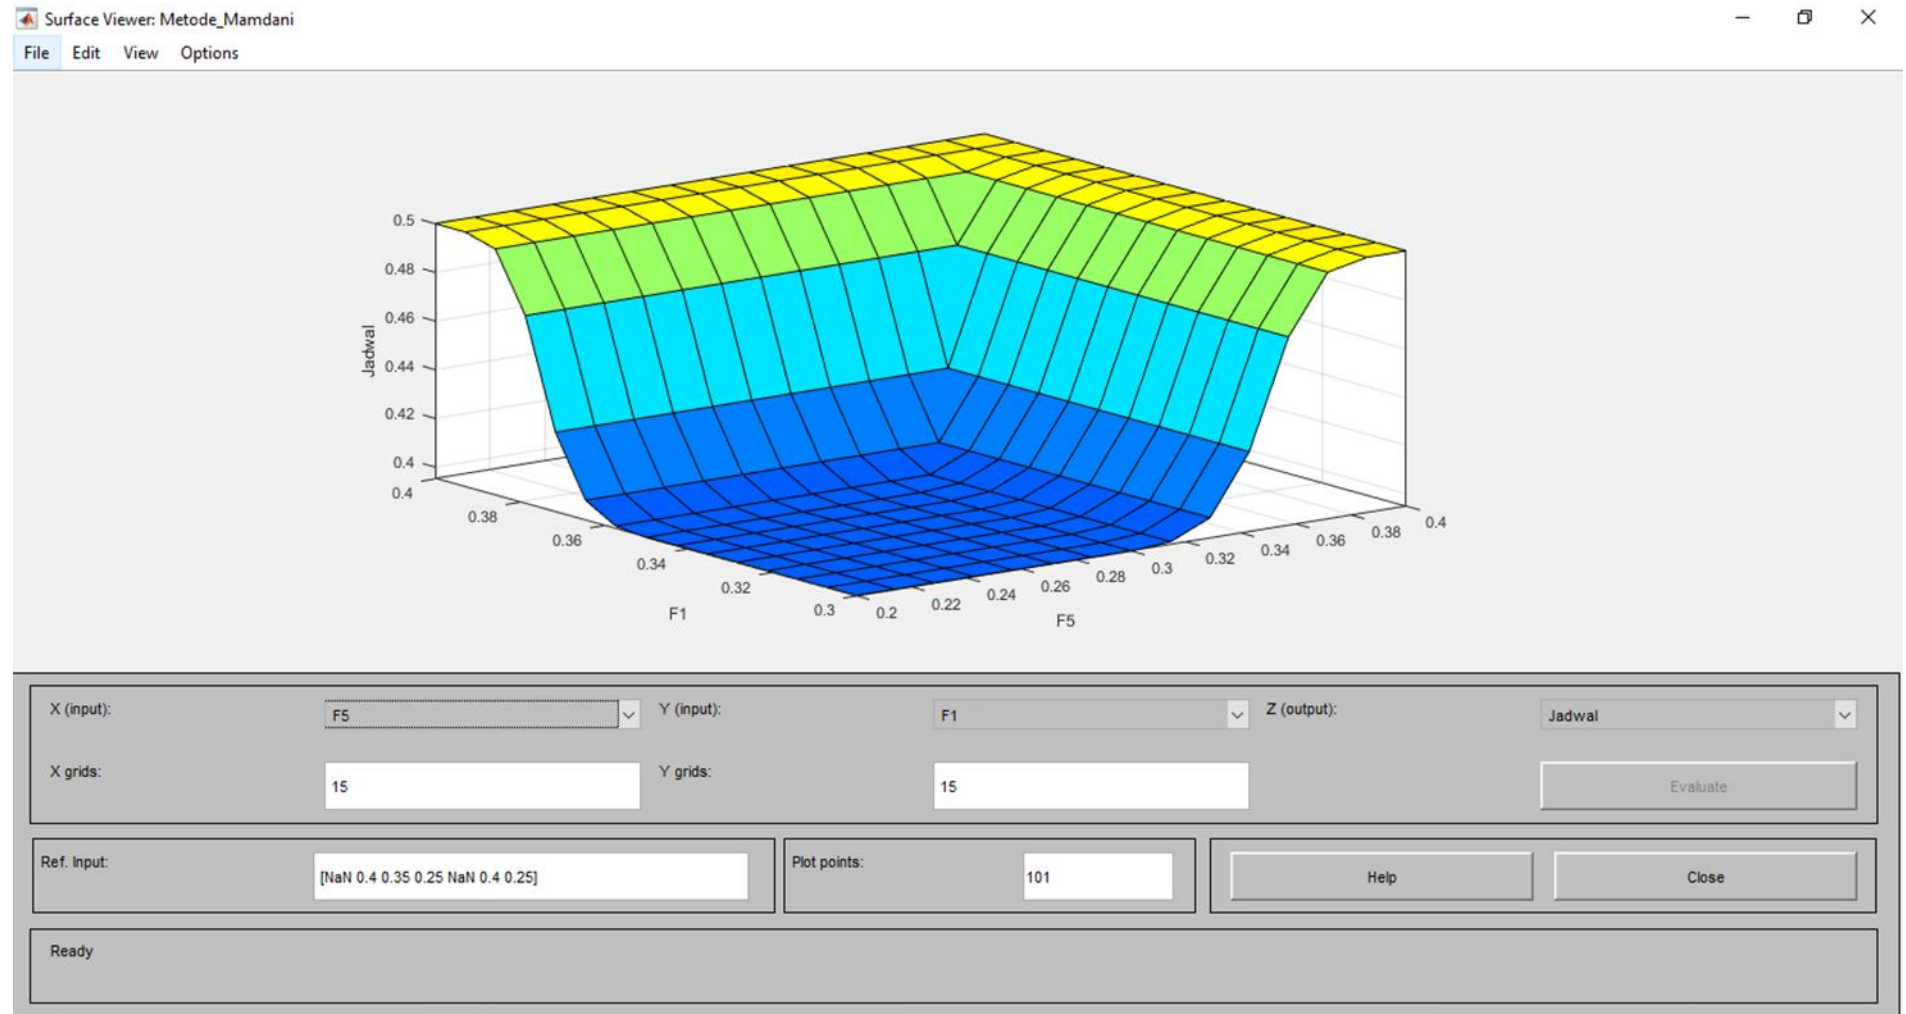 Surface Viewer: Metode_Mamdani
File Edit View Options
0.5
0.48
0.46
0.44
0.42
0.4
Jadwal
0.4
0.38
0.36
0.34
0.32
0.3
F1
0.2
0.22
0.24
0.26
0.28
0.3
0.32
0.34
0.36
0.38
0.4
F5
X (input): F5 Y (input): F1 Z (output): Jadwal
X grids: 15 Y grids: 15 Evaluate
Ref. Input: [NaN 0.4 0.35 0.25 NaN 0.4 0.25] Plot points: 101 Help Close
Ready